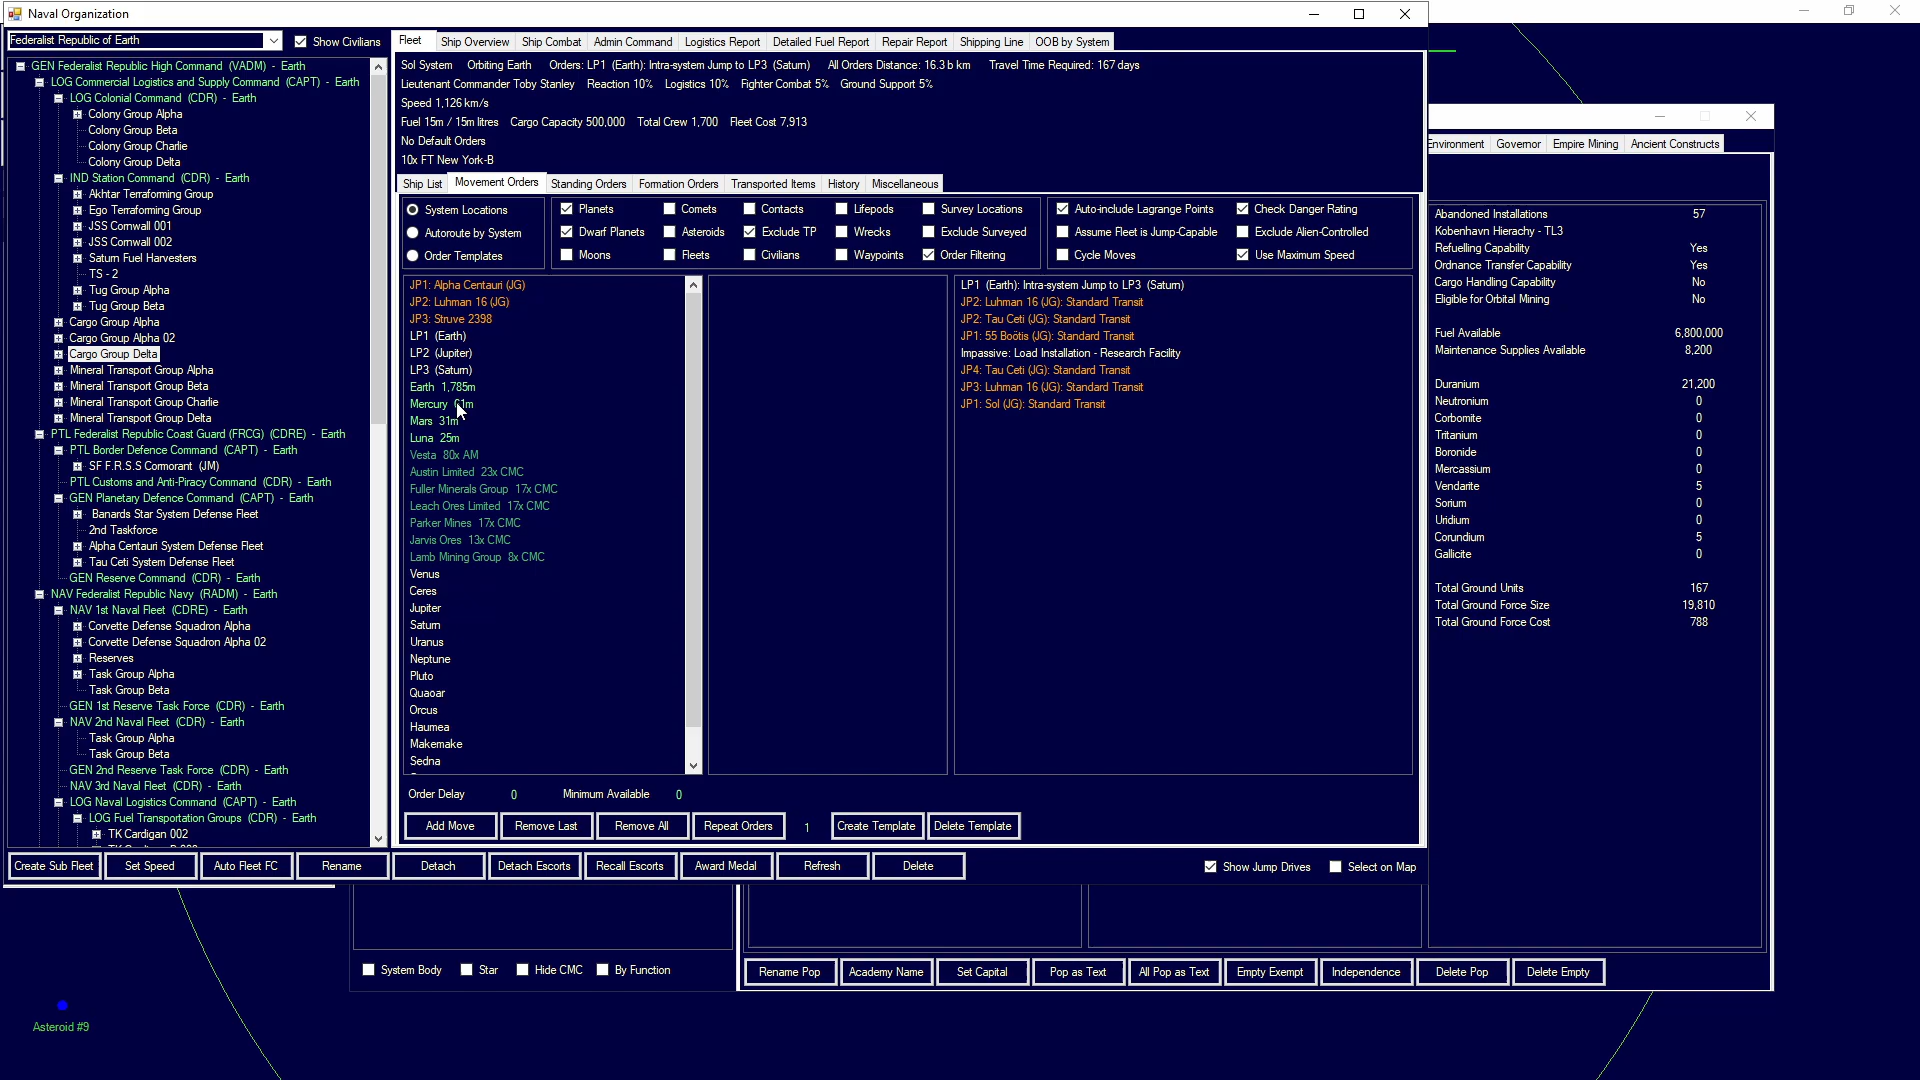 Naval Organization
Federalist Republic of Earth
Show Civilians
GEN Federalist Republic High Command (VADM) - Earth
LOG Commercial Logistics and Supply Command (CAPT) - Earth
LOG Colonial Command (CDR) - Earth
Colony Group Alpha
Colony Group Beta
Colony Group Charlie
Colony Group Delta
IND Station Command (CDR) - Earth
Akhtar Terraforming Group
Ego Terraforming Group
JSS Cornwall 001
JSS Cornwall 002
Saturn Fuel Harvesters
TS - 2
Tug Group Alpha
Tug Group Beta
Cargo Group Alpha
Cargo Group Alpha 02
Cargo Group Delta
Mineral Transport Group Alpha
Mineral Transport Group Beta
Mineral Transport Group Charlie
Mineral Transport Group Delta
PTL Federalist Republic Coast Guard (FRCG) (CDRE) - Earth
PTL Border Defence Command (CAPT) - Earth
SF F.R.S.S Cormorant (JM)
PTL Customs and Anti-Piracy Command (CDR) - Earth
GEN Planetary Defence Command (CAPT) - Earth
Banards Star System Defense Fleet
2nd Taskforce
Alpha Centauri System Defense Fleet
Tau Ceti System Defense Fleet
GEN Reserve Command (CDR) - Earth
NAV Federalist Republic Navy (RADM) - Earth
NAV 1st Naval Fleet (CDRE) - Earth
Corvette Defense Squadron Alpha
Corvette Defense Squadron Alpha 02
Reserves
Task Group Alpha
Task Group Beta
GEN 1st Reserve Task Force (CDR) - Earth
NAV 2nd Naval Fleet (CDR) - Earth
Task Group Alpha
Task Group Beta
GEN 2nd Reserve Task Force (CDR) - Earth
NAV 3rd Naval Fleet (CDR) - Earth
LOG Naval Logistics Command (CAPT) - Earth
LOG Fuel Transportation Groups (CDR) - Earth
TK Cardigan 002
Fleet Ship Overview Ship Combat Admin Command Logistics Report Detailed Fuel Report Repair Report Shipping Line OOB by System
Sol System Orbiting Earth Orders: LP1 (Earth): Intra-system Jump to LP3 (Saturn) All Orders Distance: 16.3 b km Travel Time Required: 167 days
Lieutenant Commander Toby Stanley Reaction 10% Logistics 10% Fighter Combat 5% Ground Support 5%
Speed 1,126 km/s
Fuel 15m / 15m litres Cargo Capacity 500,000 Total Crew 1,700 Fleet Cost 7,913
No Default Orders
10x FT New York-B
Ship List Movement Orders Standing Orders Formation Orders Transported Items History Miscellaneous
System Locations
Autoroute by System
Order Templates
Planets Comets Contacts Lifepods Survey Locations
Dwarf Planets Asteroids Exclude TP Wrecks Exclude Surveyed
Moons Fleets Civilians Waypoints Order Filtering
Auto-include Lagrange Points Check Danger Rating
Assume Fleet is Jump-Capable Exclude Alien-Controlled
Cycle Moves Use Maximum Speed
JP1: Alpha Centauri (JG)
JP2: Luhman 16 (JG)
JP3: Struve 2398
LP1 (Earth)
LP2 (Jupiter)
LP3 (Saturn)
Earth 1,785m
Mercury
Mars 31m
Luna 25m
Vesta 80x AM
Austin Limited 23x CMC
Fuller Minerals Group 17x CMC
Leach Ores Limited 17x CMC
Parker Mines 17x CMC
Jarvis Ores 13x CMC
Lamb Mining Group 8x CMC
Venus
Ceres
Jupiter
Saturn
Uranus
Neptune
Pluto
Quaoar
Orcus
Haumea
Makemake
Sedna
LP1 (Earth): Intra-system Jump to LP3 (Saturn)
JP2: Luhman 16 (JG): Standard Transit
JP2: Tau Ceti (JG): Standard Transit
JP1: 55 Boötis (JG): Standard Transit
Impassive: Load Installation - Research Facility
JP4: Tau Ceti (JG): Standard Transit
JP3: Luhman 16 (JG): Standard Transit
JP1: Sol (JG): Standard Transit
Order Delay 0 Minimum Available 0
Add Move Remove Last Remove All Repeat Orders 1 Create Template Delete Template
Create Sub Fleet Set Speed Auto Fleet FC Rename Detach Detach Escorts Recall Escorts Award Medal Refresh Delete Show Jump Drives Select on Map
Environment Governor Empire Mining Ancient Constructs
Abandoned Installations 57
Kobenhavn Hierachy - TL3
Refuelling Capability Yes
Ordnance Transfer Capability Yes
Cargo Handling Capability No
Eligible for Orbital Mining No
Fuel Available 6,800,000
Maintenance Supplies Available 8,200
Duranium 21,200
Neutronium 0
Corbomite 0
Tritanium 0
Boronide 0
Mercassium 0
Vendarite 5
Sorium 0
Uridium 0
Corundium 5
Gallicite 0
Total Ground Units 167
Total Ground Force Size 19,810
Total Ground Force Cost 788
System Body Star Hide CMC By Function
Rename Pop Academy Name Set Capital Pop as Text All Pop as Text Empty Exempt Independence Delete Pop Delete Empty
Asteroid #9